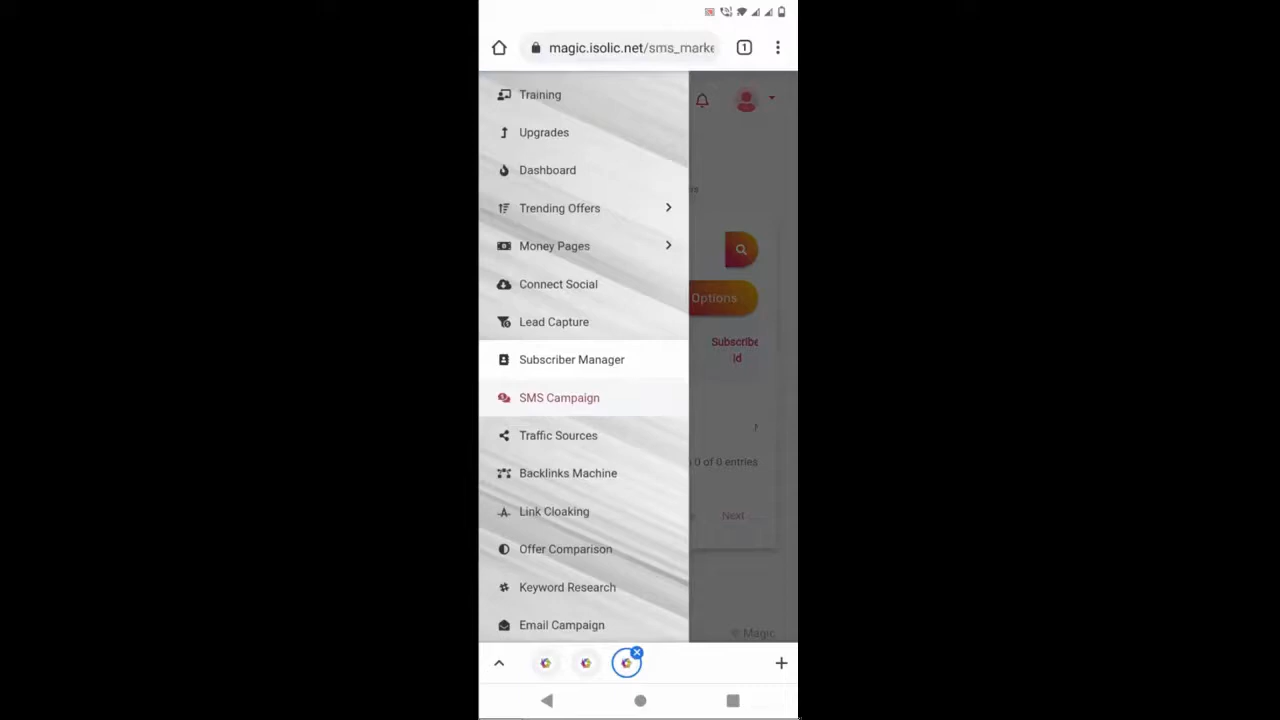 magic.isolic.net/sms_marke
1
Training
Upgrades
Dashboard
Trending Offers
Money Pages
Connect Social
Lead Capture
Subscriber Manager
SMS Campaign
Traffic Sources
Backlinks Machine
Link Cloaking
Offer Comparison
Keyword Research
Email Campaign
Options
Subscribe
Id
0 of 0 entries
Next
© Magic